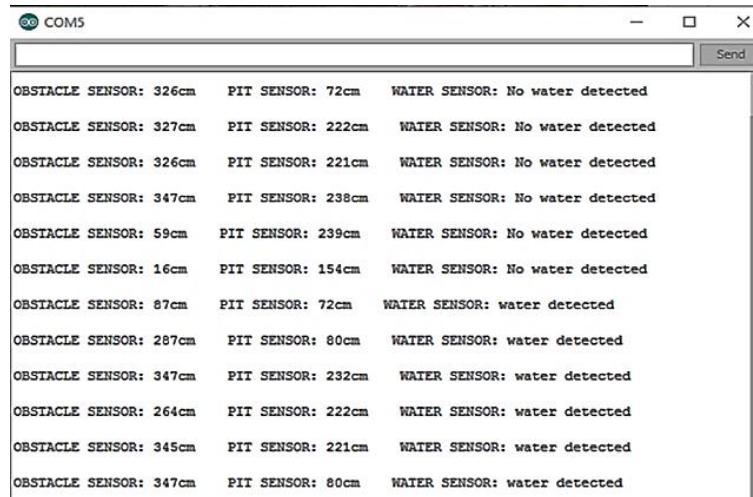 COM5
Send
OBSTACLE SENSOR: 326cm PIT SENSOR: 72cm WATER SENSOR: No water detected
OBSTACLE SENSOR: 327cm PIT SENSOR: 222cm WATER SENSOR: No water detected
OBSTACLE SENSOR: 326cm PIT SENSOR: 221cm WATER SENSOR: No water detected
OBSTACLE SENSOR: 347cm PIT SENSOR: 238cm WATER SENSOR: No water detected
OBSTACLE SENSOR: 59cm PIT SENSOR: 239cm WATER SENSOR: No water detected
OBSTACLE SENSOR: 16cm PIT SENSOR: 154cm WATER SENSOR: No water detected
OBSTACLE SENSOR: 87cm PIT SENSOR: 72cm WATER SENSOR: water detected
OBSTACLE SENSOR: 287cm PIT SENSOR: 80cm WATER SENSOR: water detected
OBSTACLE SENSOR: 347cm PIT SENSOR: 232cm WATER SENSOR: water detected
OBSTACLE SENSOR: 264cm PIT SENSOR: 222cm WATER SENSOR: water detected
OBSTACLE SENSOR: 345cm PIT SENSOR: 221cm WATER SENSOR: water detected
OBSTACLE SENSOR: 347cm PIT SENSOR: 80cm WATER SENSOR: water detected